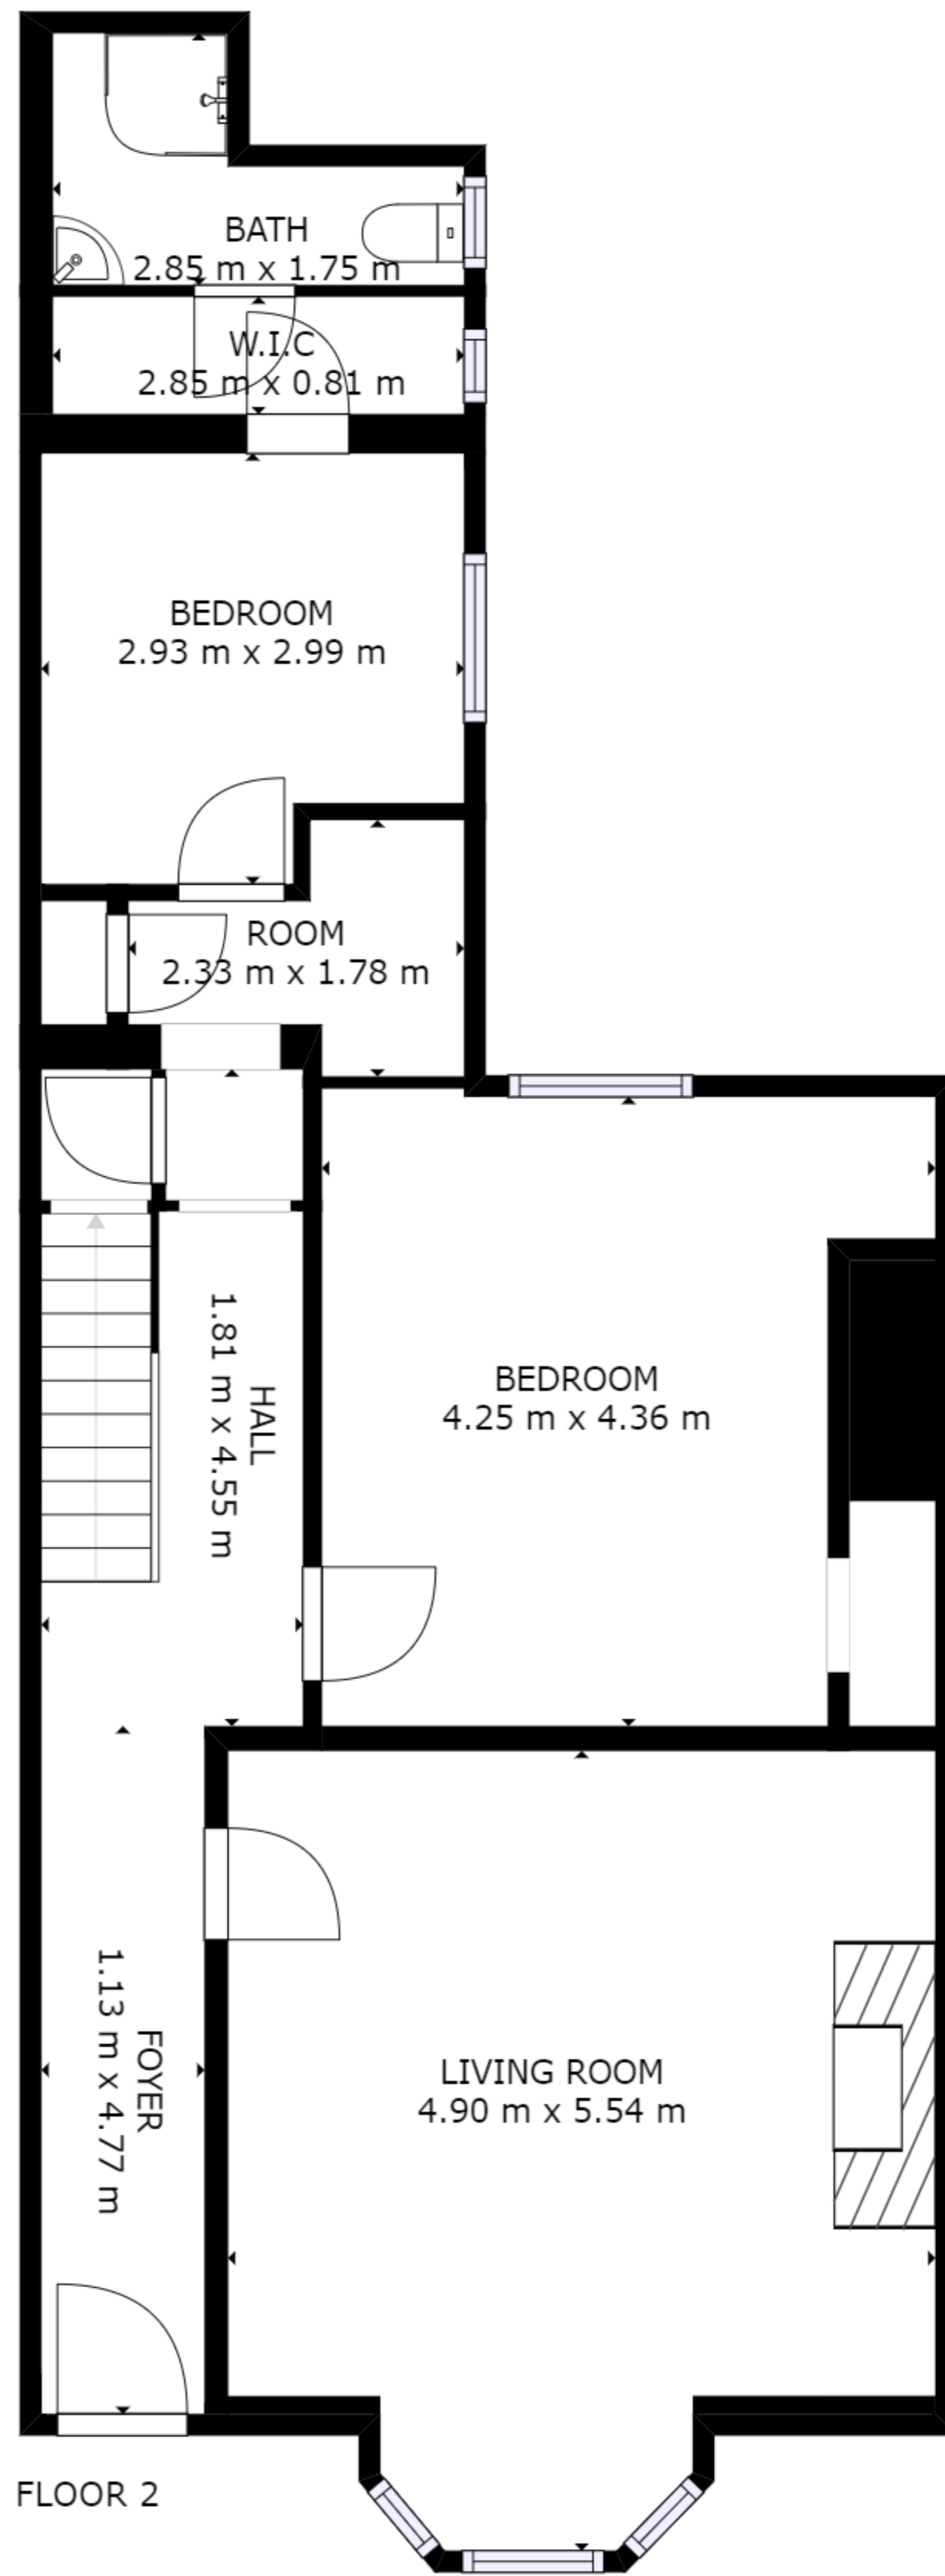 BATH
2.85 m x 1.75 m
W.I.C
2.85 m x 0.81 m
BEDROOM
2.93 m x 2.99 m
ROOM
2.33 m x 1.78 m
HALL
1.81 m x 4.55 m
BEDROOM
4.25 m x 4.36 m
FOYER
1.13 m x 4.77 m
LIVING ROOM
4.90 m x 5.54 m
FLOOR 2